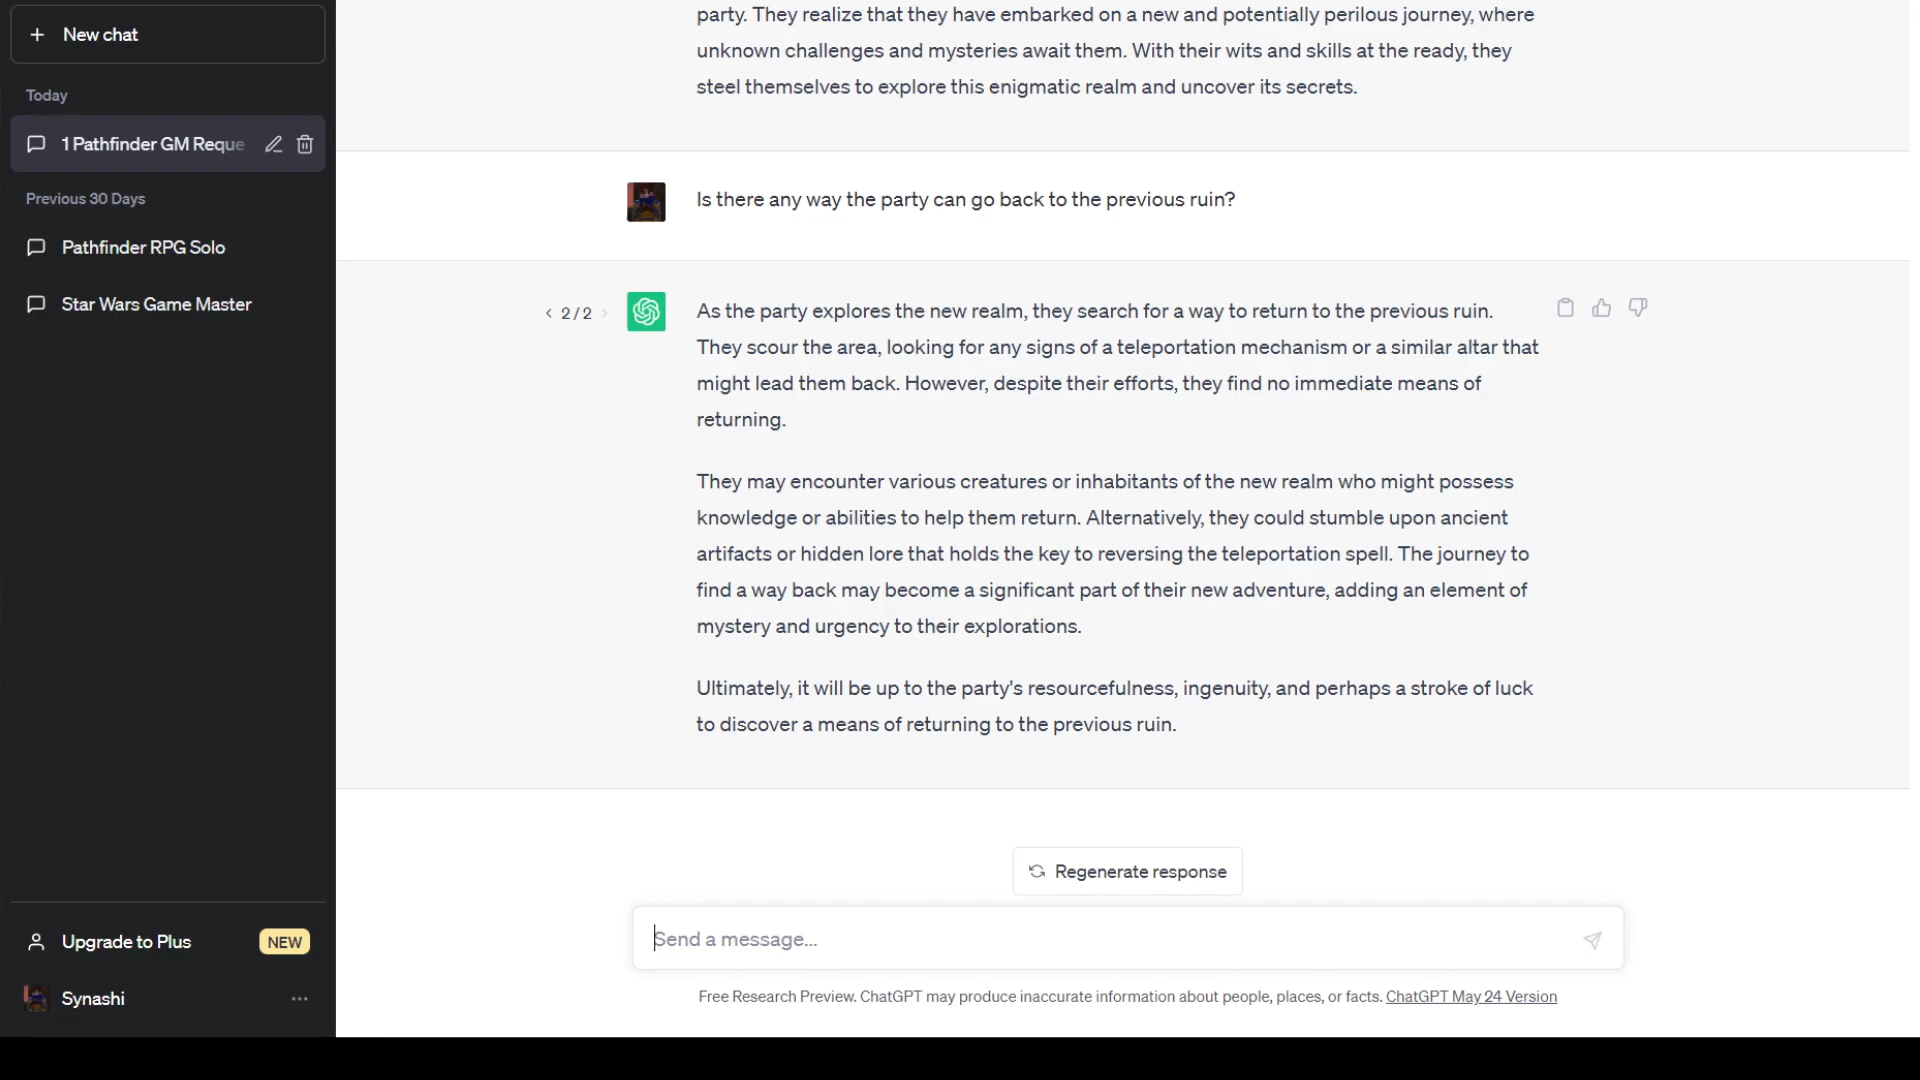 New chat
Today
1 Pathfinder GM Reque
Previous 30 Days
Pathfinder RPG Solo
Star Wars Game Master
Upgrade to Plus NEW
Synashi
party. They realize that they have embarked on a new and potentially perilous journey, where
unknown challenges and mysteries await them. With their wits and skills at the ready, they
steel themselves to explore this enigmatic realm and uncover its secrets.
Is there any way the party can go back to the previous ruin?
2 / 2
As the party explores the new realm, they search for a way to return to the previous ruin.
They scour the area, looking for any signs of a teleportation mechanism or a similar altar that
might lead them back. However, despite their efforts, they find no immediate means of
returning.
They may encounter various creatures or inhabitants of the new realm who might possess
knowledge or abilities to help them return. Alternatively, they could stumble upon ancient
artifacts or hidden lore that holds the key to reversing the teleportation spell. The journey to
find a way back may become a significant part of their new adventure, adding an element of
mystery and urgency to their explorations.
Ultimately, it will be up to the party's resourcefulness, ingenuity, and perhaps a stroke of luck
to discover a means of returning to the previous ruin.
Regenerate response
Send a message...
Free Research Preview. ChatGPT may produce inaccurate information about people, places, or facts. ChatGPT May 24 Version